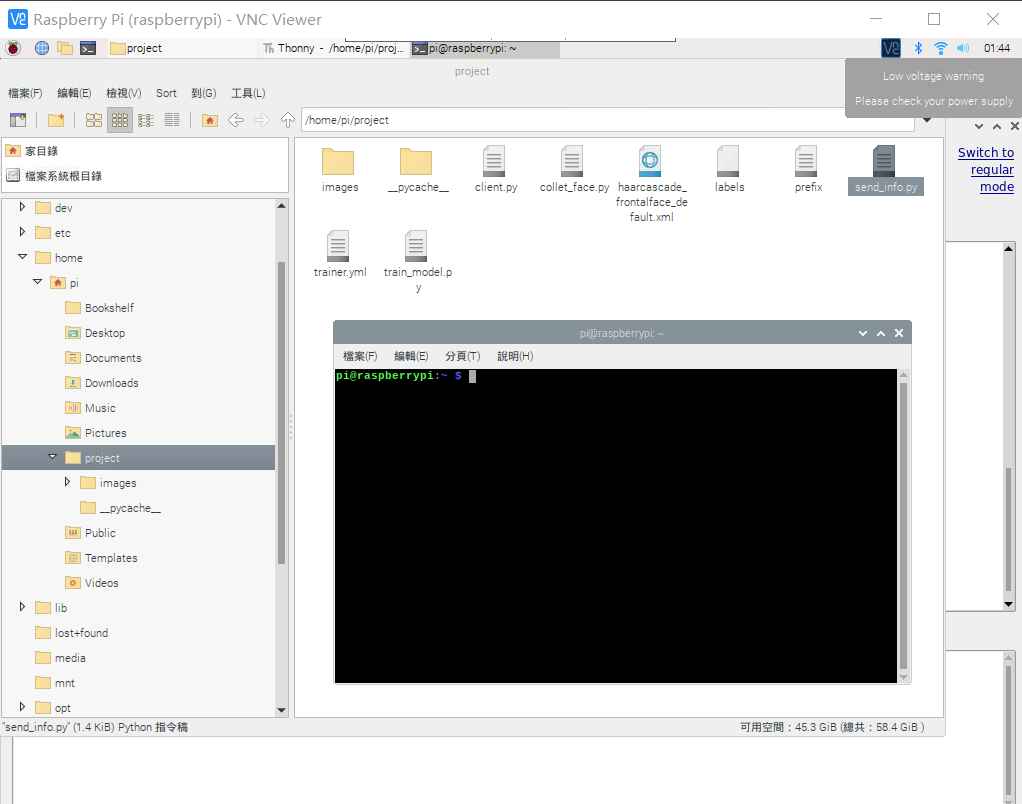 Raspberry Pi (raspberrypi) - VNC Viewer
project
Thonny - /home/pi/proj...
pi@raspberrypi: ~
01:44
project
Low voltage warning
Please check your power supply
檔案(F) 編輯(E) 檢視(V) Sort 到(G) 工具(L)
/home/pi/project
Switch to
regular
mode
家目錄
檔案系統根目錄
dev
etc
home
pi
Bookshelf
Desktop
Documents
Downloads
Music
Pictures
project
images
__pycache__
Public
Templates
Videos
lib
lost+found
media
mnt
opt
images
__pycache__
client.py
collet_face.py
haarcascade_
frontalface_de
fault.xml
labels
prefix
send_info.py
trainer.yml
train_model.p
y
pi@raspberrypi: ~
檔案(F) 編輯(E) 分頁(T) 說明(H)
pi@raspberrypi:~ $
"send_info.py" (1.4 KiB) Python 指令稿
可用空間：45.3 GiB (總共：58.4 GiB )